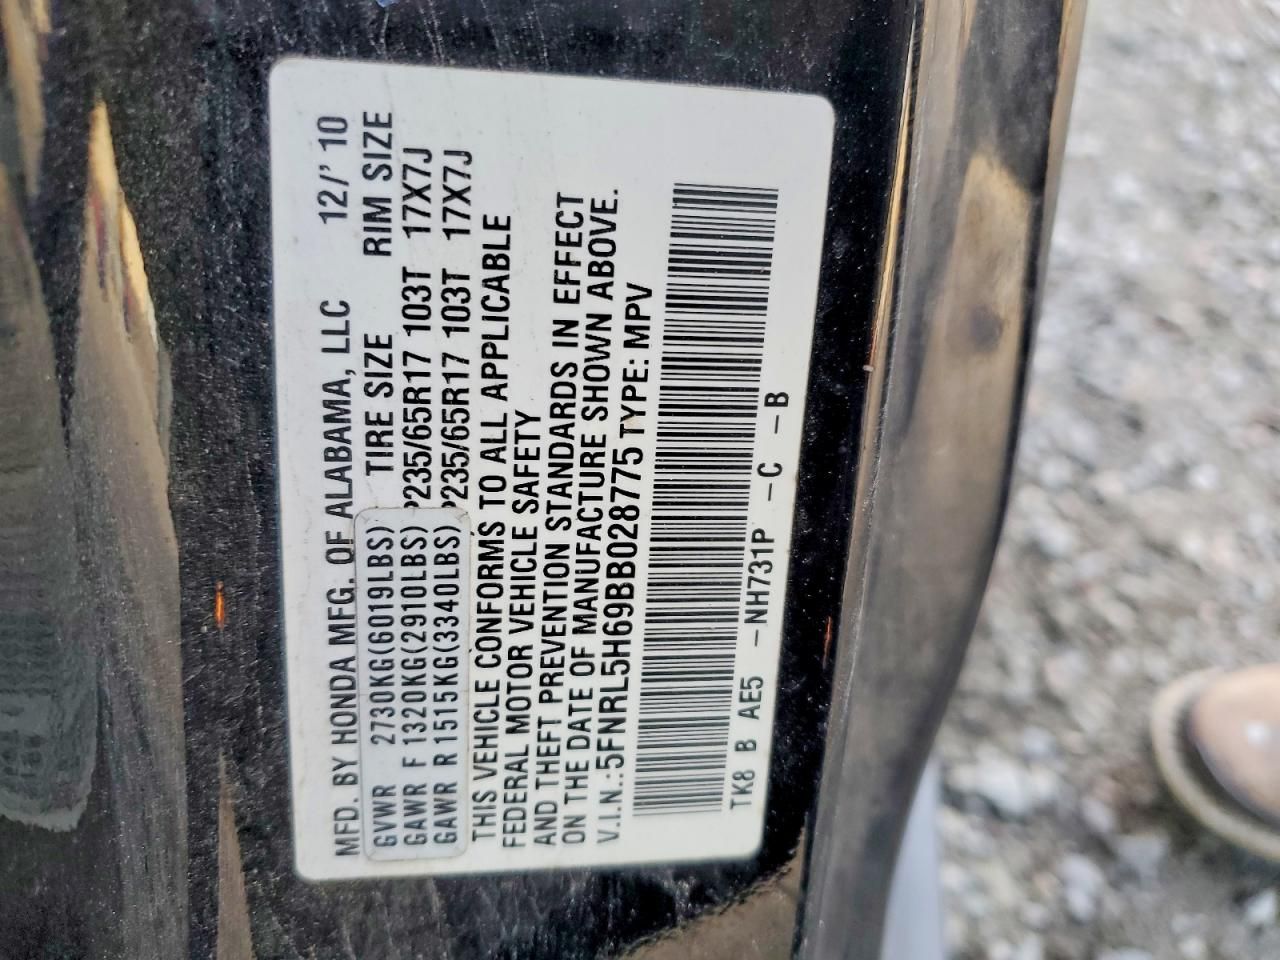 MFD. BY HONDA MFG. OF ALABAMA, LLC 12/'10
TIRE SIZE RIM SIZE
GVWR 2730KG(6019LBS)
GAWR F 1320KG(2910LBS) P235/65R17 103T 17X7J
GAWR R 1515KG(3340LBS) P235/65R17 103T 17X7J
THIS VEHICLE CONFORMS TO ALL APPLICABLE
FEDERAL MOTOR VEHICLE SAFETY
AND THEFT PREVENTION STANDARDS IN EFFECT
ON THE DATE OF MANUFACTURE SHOWN ABOVE.
V.I.N.:5FNRL5H69BB028775 TYPE: MPV
TK8 B AE5 -NH731P -C -B